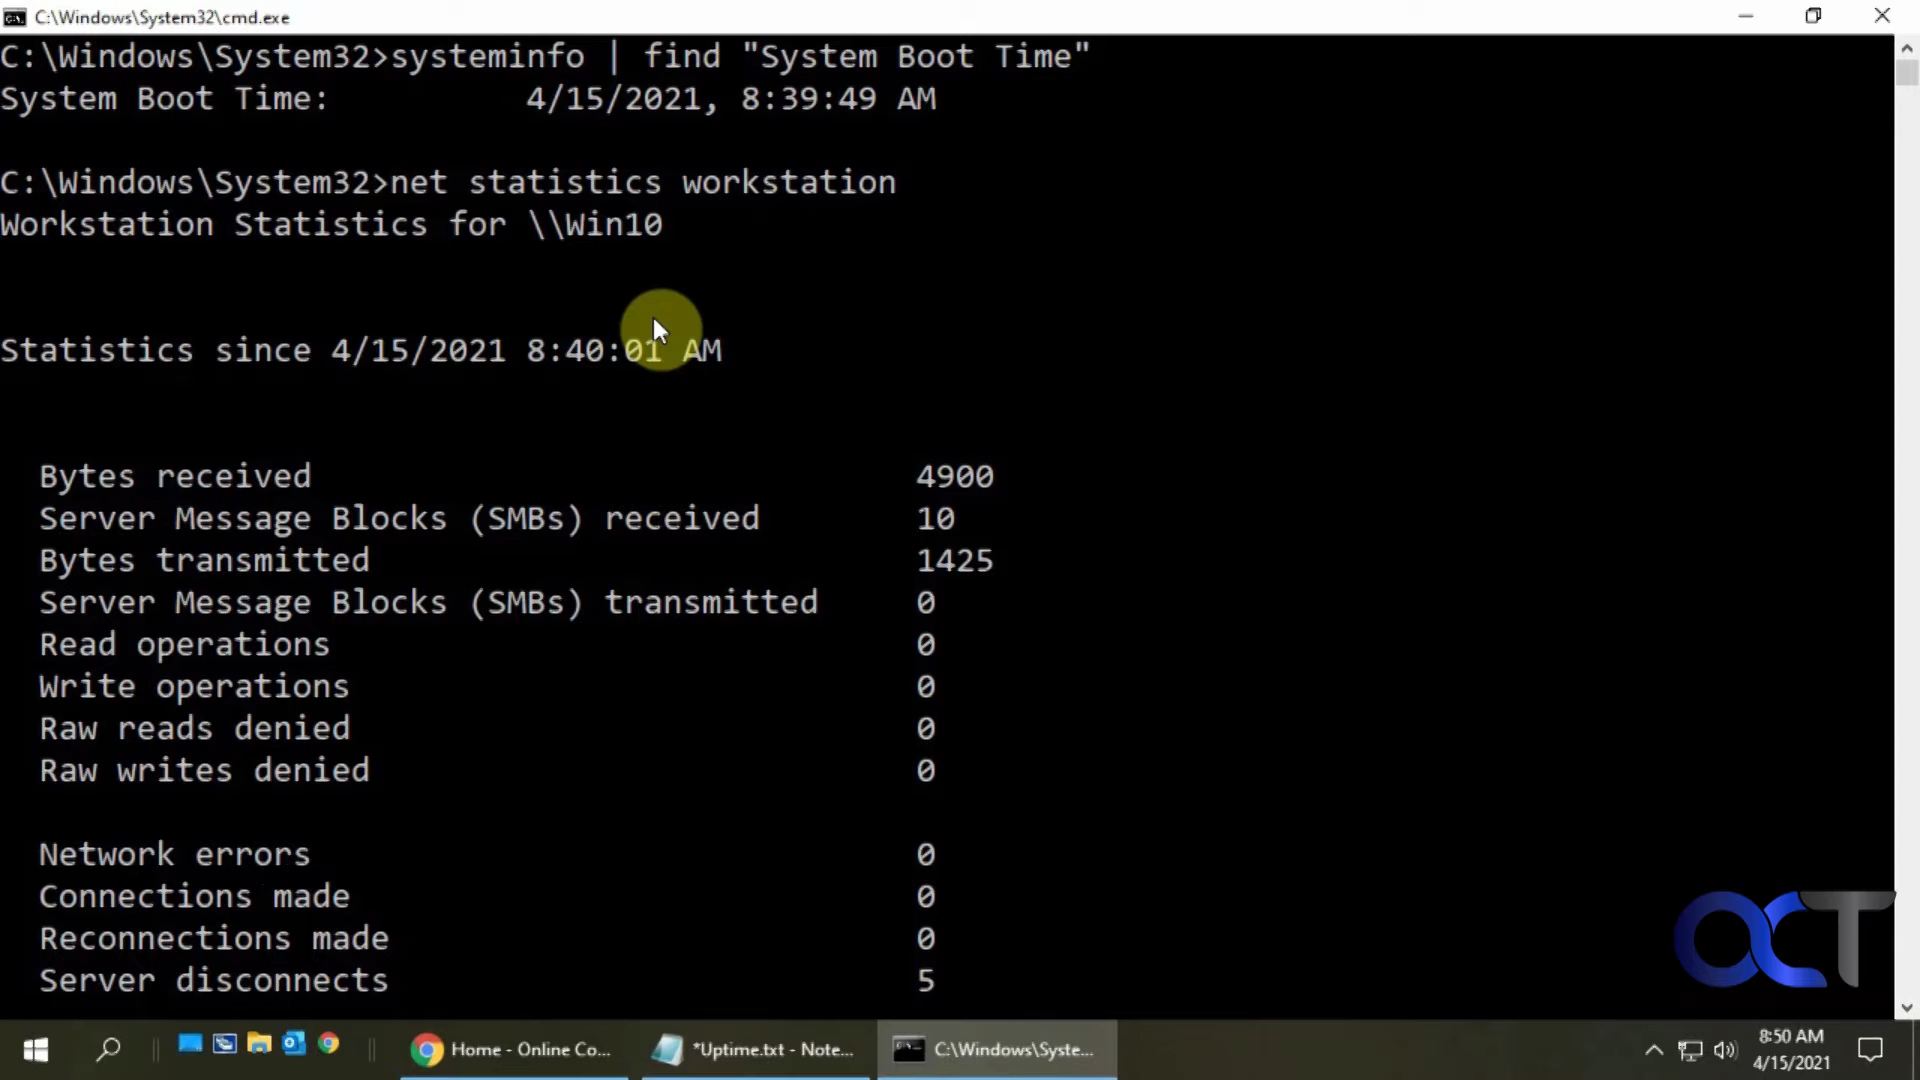 C:\Windows\System32\cmd.exe
C:\Windows\System32>systeminfo | find "System Boot Time"
System Boot Time: 4/15/2021, 8:39:49 AM
C:\Windows\System32>net statistics workstation
Workstation Statistics for \\Win10
Statistics since 4/15/2021 8:40:01 AM
Bytes received 4900
Server Message Blocks (SMBs) received 10
Bytes transmitted 1425
Server Message Blocks (SMBs) transmitted 0
Read operations 0
Write operations 0
Raw reads denied 0
Raw writes denied 0
Network errors 0
Connections made 0
Reconnections made 0
Server disconnects 5
OCT
Home - Online Co...
*Uptime.txt - Note...
C:\Windows\Syste...
8:50 AM
4/15/2021